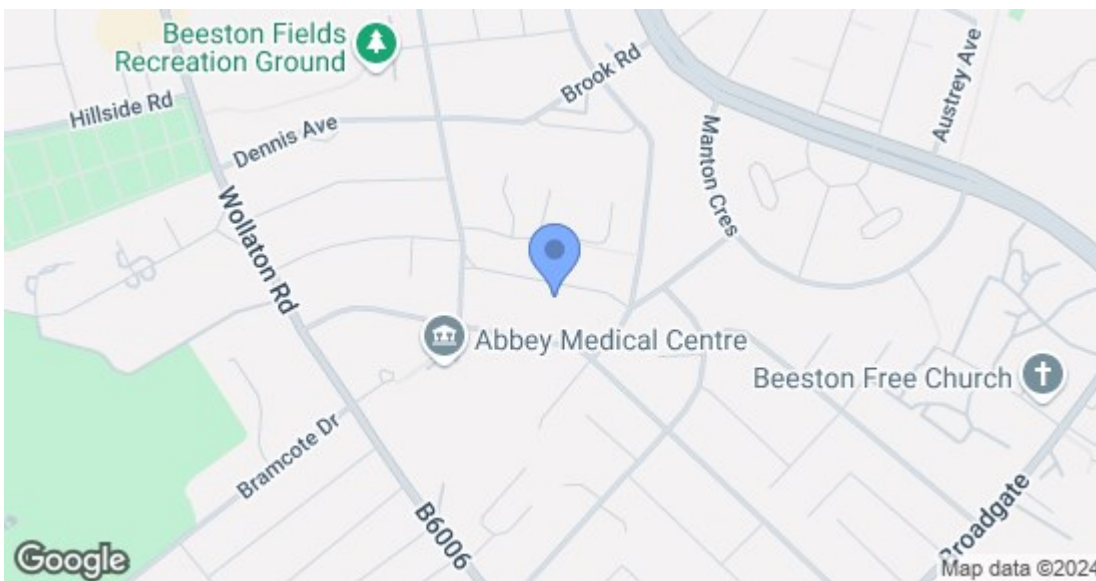 Beeston Fields
Recreation Ground
Brook Rd
Hillside Rd
Austrey Ave
Dennis Ave
Manton Cres
Wollaton Rd
Abbey Medical Centre
Beeston Free Church
Bramcote Dr
B6006
Broadgate
Google
Map data ©2024